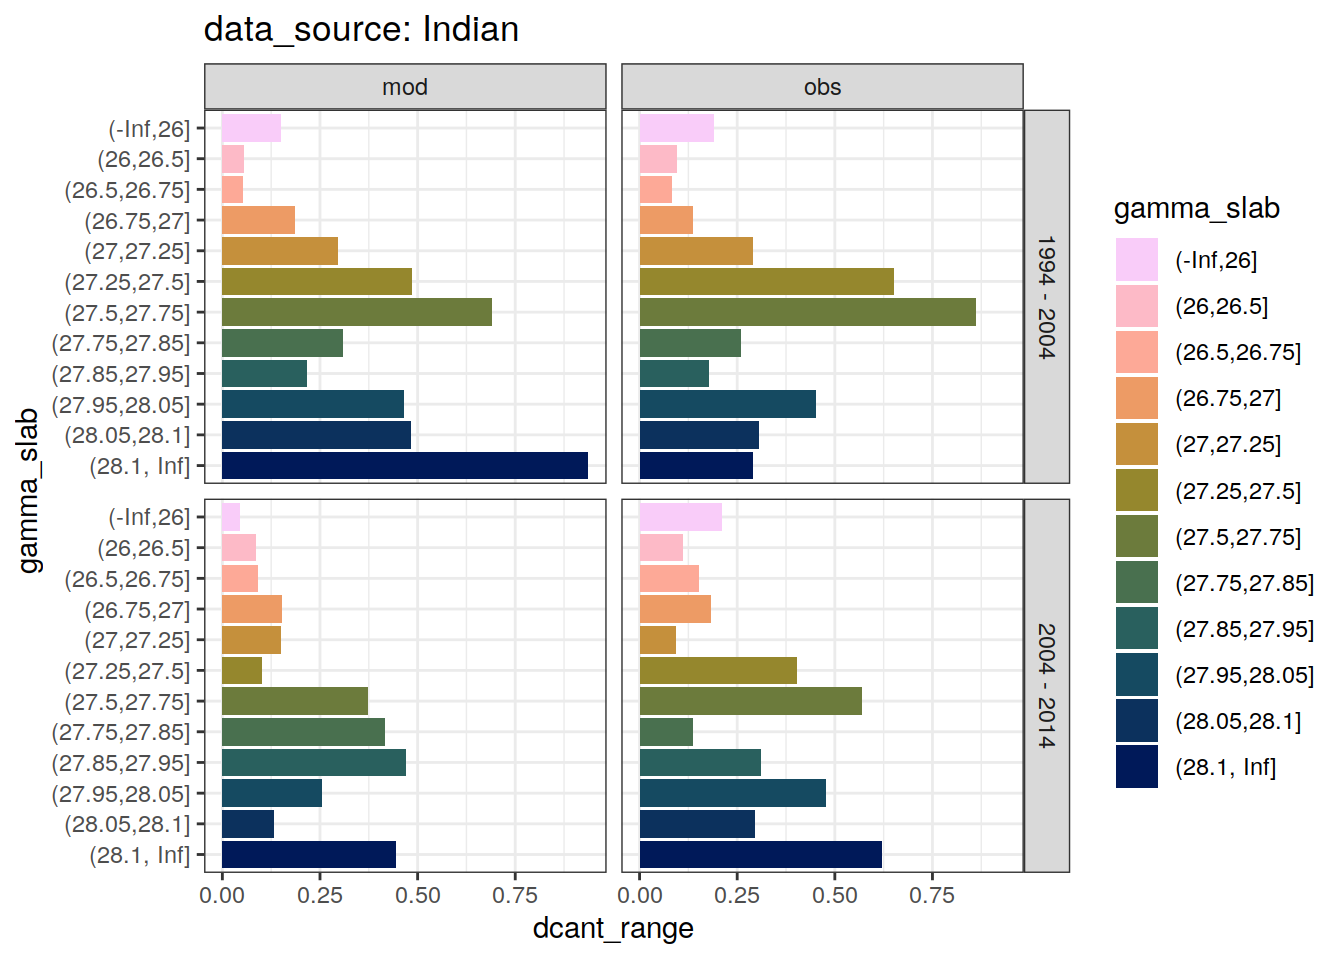 data_source: Indian
mod
obs
(-Inf,26]
(26,26.5]
(26.5,26.75]
(26.75,27]
(27,27.25]
(27.25,27.5]
(27.5,27.75]
(27.75,27.85]
(27.85,27.95]
(27.95,28.05]
(28.05,28.1]
(28.1, Inf]
1994 - 2004
(-Inf,26]
(26,26.5]
(26.5,26.75]
(26.75,27]
(27,27.25]
(27.25,27.5]
(27.5,27.75]
(27.75,27.85]
(27.85,27.95]
(27.95,28.05]
(28.05,28.1]
(28.1, Inf]
2004 - 2014
gamma_slab
0.00 0.25 0.50 0.75
0.00 0.25 0.50 0.75
dcant_range
gamma_slab
(-Inf,26]
(26,26.5]
(26.5,26.75]
(26.75,27]
(27,27.25]
(27.25,27.5]
(27.5,27.75]
(27.75,27.85]
(27.85,27.95]
(27.95,28.05]
(28.05,28.1]
(28.1, Inf]